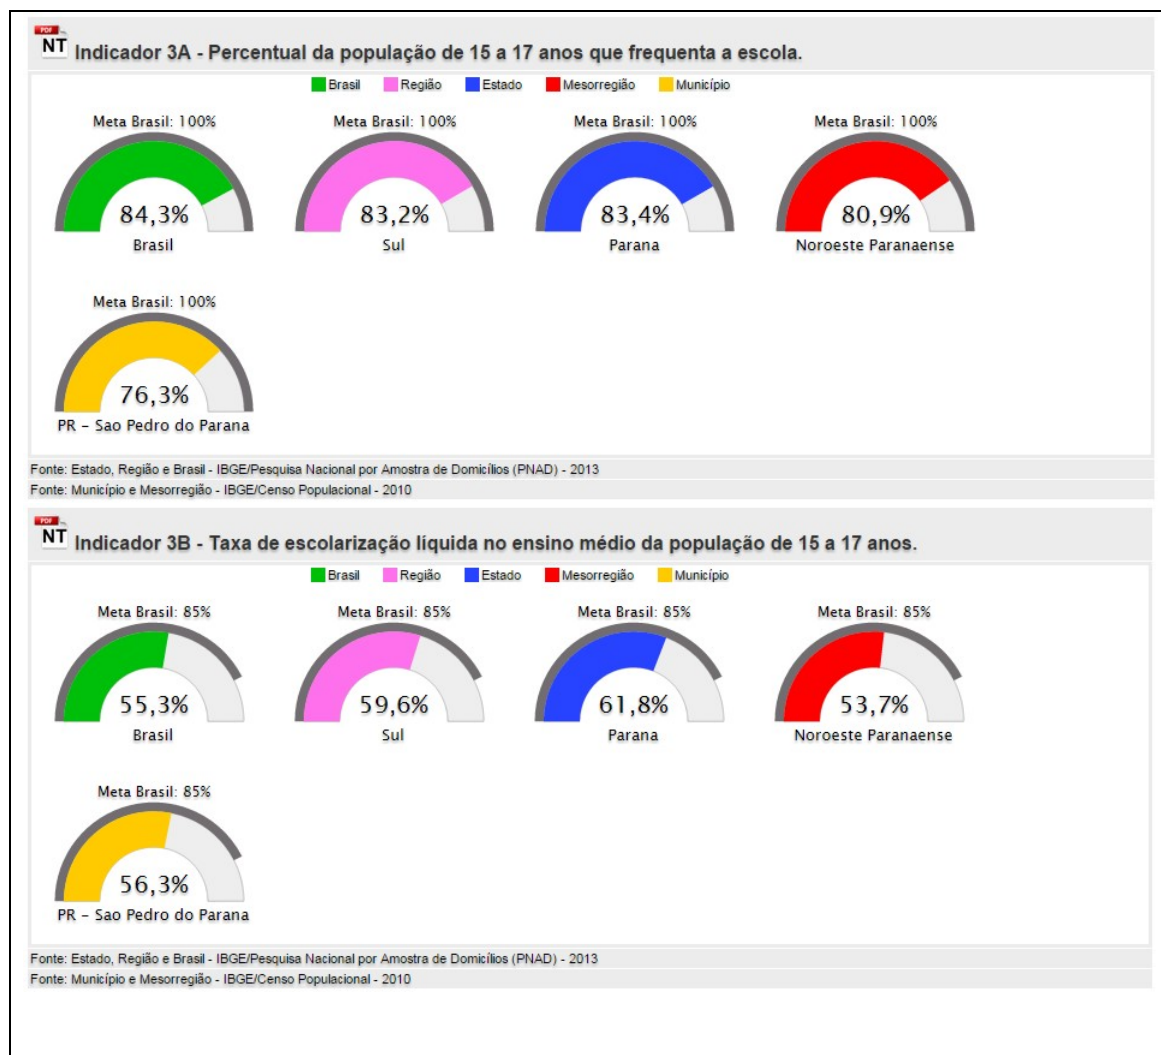 PDF
NT Indicador 3A - Percentual da população de 15 a 17 anos que frequenta a escola.
Brasil Região Estado Mesorregião Município
Meta Brasil: 100% Meta Brasil: 100% Meta Brasil: 100% Meta Brasil: 100%
84,3% 83,2% 83,4% 80,9%
Brasil Sul Parana Noroeste Paranaense
Meta Brasil: 100%
76,3%
PR - Sao Pedro do Parana
Fonte: Estado, Região e Brasil - IBGE/Pesquisa Nacional por Amostra de Domicílios (PNAD) - 2013
Fonte: Município e Mesorregião - IBGE/Censo Populacional - 2010
PDF
NT Indicador 3B - Taxa de escolarização líquida no ensino médio da população de 15 a 17 anos.
Brasil Região Estado Mesorregião Município
Meta Brasil: 85% Meta Brasil: 85% Meta Brasil: 85% Meta Brasil: 85%
55,3% 59,6% 61,8% 53,7%
Brasil Sul Parana Noroeste Paranaense
Meta Brasil: 85%
56,3%
PR - Sao Pedro do Parana
Fonte: Estado, Região e Brasil - IBGE/Pesquisa Nacional por Amostra de Domicílios (PNAD) - 2013
Fonte: Município e Mesorregião - IBGE/Censo Populacional - 2010